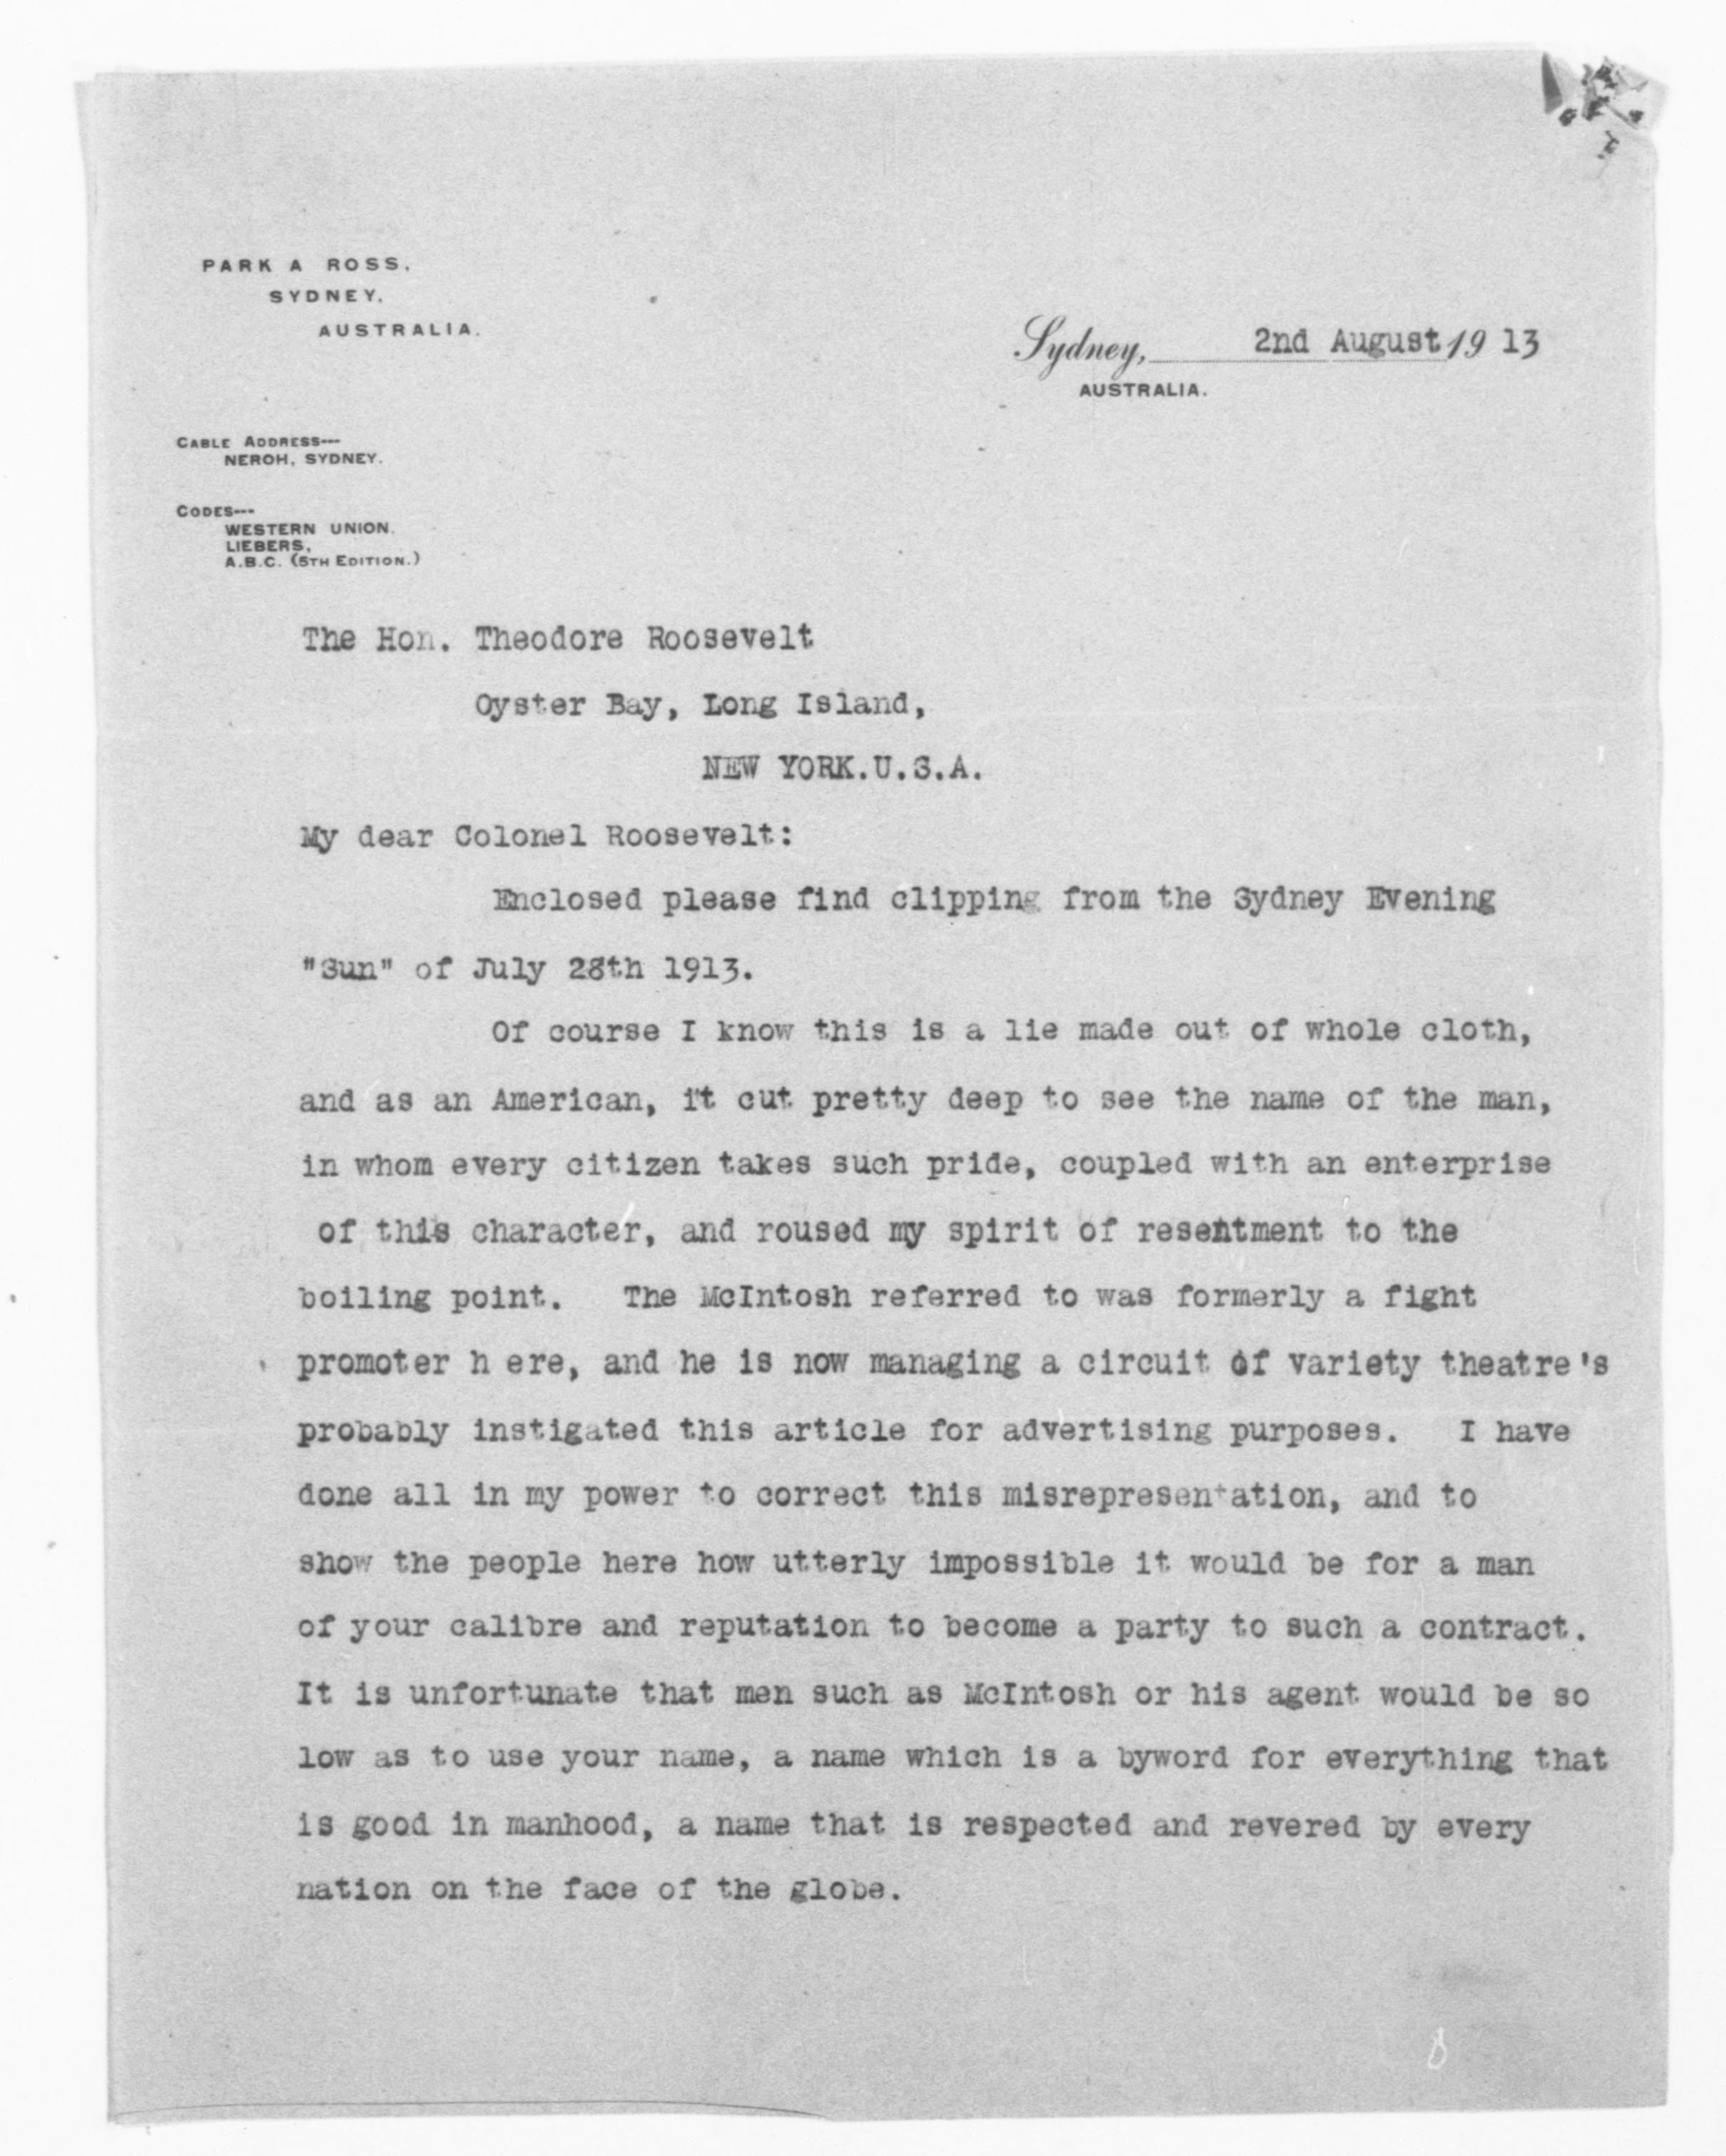 PARK A ROSS,
SYDNEY,
AUSTRALIA.
Sydney, 2nd August 19 13
AUSTRALIA.
CABLE ADDRESS---
NEROH, SYDNEY.
CODES---
WESTERN UNION.
LIEBERS,
A.B.C. (5TH EDITION.)
The Hon. Theodore Roosevelt
Oyster Bay, Long Island,
NEW YORK.U.S.A.
My dear Colonel Roosevelt:
Enclosed please find clipping from the Sydney Evening
"Sun" of July 28th 1913.
Of course I know this is a lie made out of whole cloth,
and as an American, it cut pretty deep to see the name of the man,
in whom every citizen takes such pride, coupled with an enterprise
of this character, and roused my spirit of resentment to the
boiling point. The McIntosh referred to was formerly a fight
promoter h ere, and he is now managing a circuit of variety theatre's
probably instigated this article for advertising purposes. I have
done all in my power to correct this misrepresentation, and to
show the people here how utterly impossible it would be for a man
of your calibre and reputation to become a party to such a contract.
It is unfortunate that men such as McIntosh or his agent would be so
low as to use your name, a name which is a byword for everything that
is good in manhood, a name that is respected and revered by every
nation on the face of the globe.